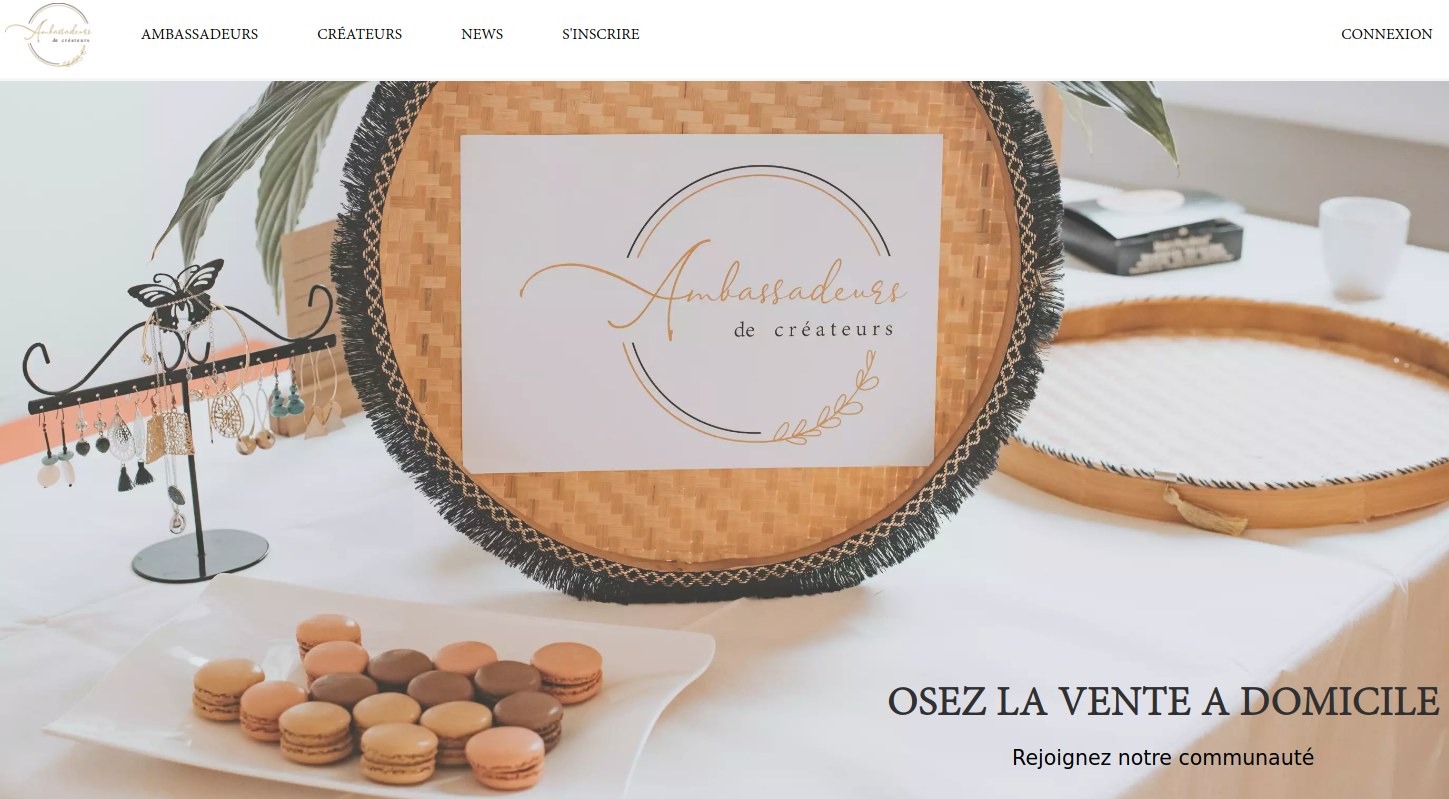 Ambassadeurs
de créateurs
AMBASSADEURS
CRÉATEURS
NEWS
S'INSCRIRE
CONNEXION
Ambassadeurs
de créateurs
OSEZ LA VENTE A DOMICILE
Rejoignez notre communauté